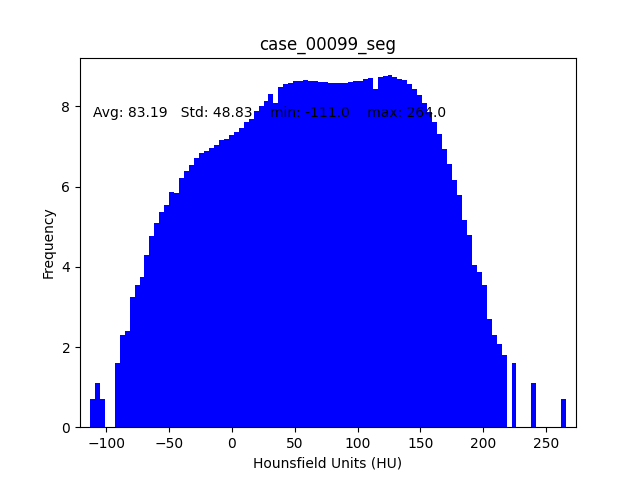 case_00099_seg
Avg: 83.19   Std: 48.83    min: -111.0    max: 264.0
8
6
4
2
0
Frequency
−100 −50 0 50 100 150 200 250
Hounsfield Units (HU)